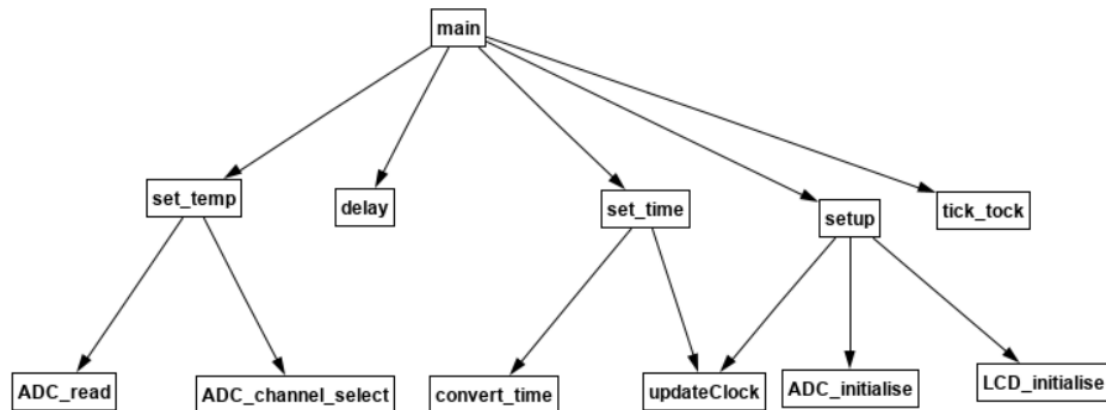 main
set_temp
delay
set_time
setup
tick_tock
ADC_read
ADC_channel_select
convert_time
updateClock
ADC_initialise
LCD_initialise